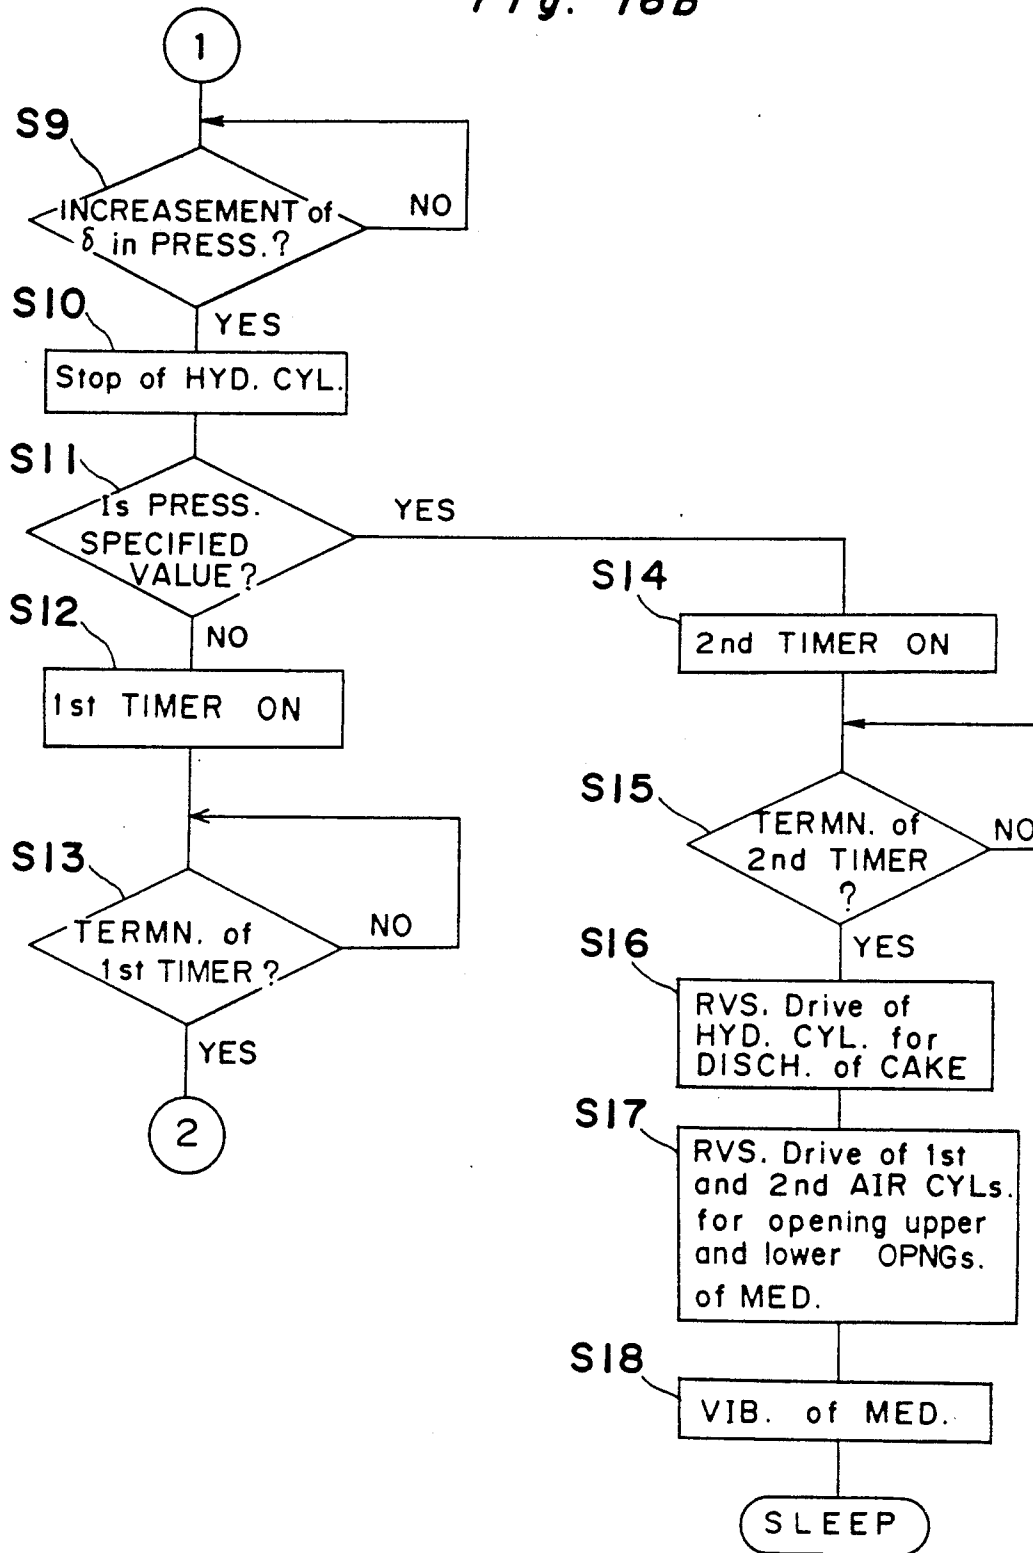 Fig. 18B
1
S9
INCREASEMENT of
δ in PRESS.?
NO
YES
S10
Stop of HYD. CYL.
S11
Is PRESS.
SPECIFIED
VALUE?
YES
NO
S12
1st TIMER ON
S13
TERMN. of
1st TIMER?
NO
YES
2
S14
2nd TIMER ON
S15
TERMN. of
2nd TIMER
?
NO
YES
S16
RVS. Drive of
HYD. CYL. for
DISCH. of CAKE
S17
RVS. Drive of 1st
and 2nd AIR CYLs.
for opening upper
and lower OPNGs.
of MED.
S18
VIB. of MED.
SLEEP